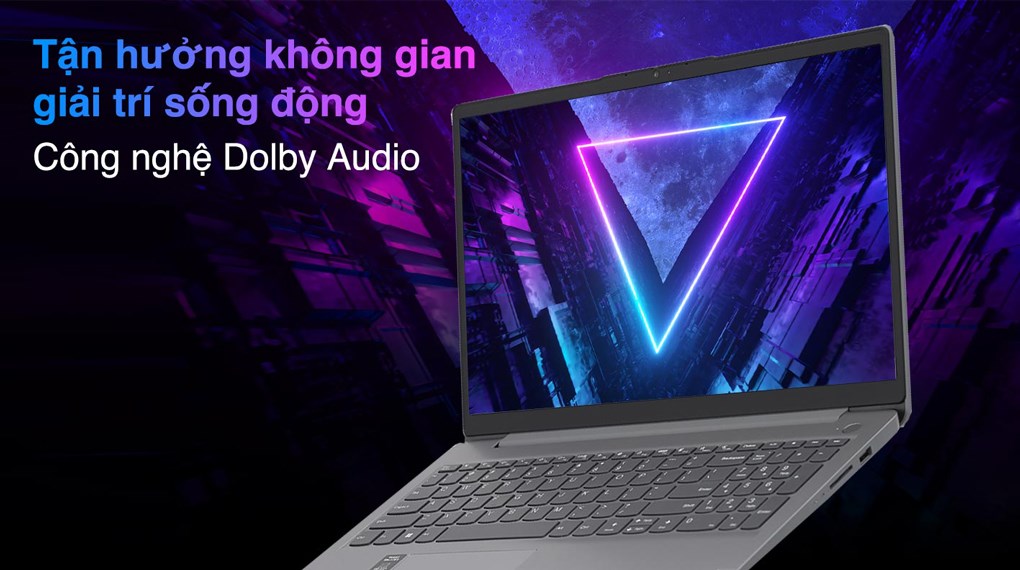 Tận hưởng không gian
giải trí sống động
Công nghệ Dolby Audio